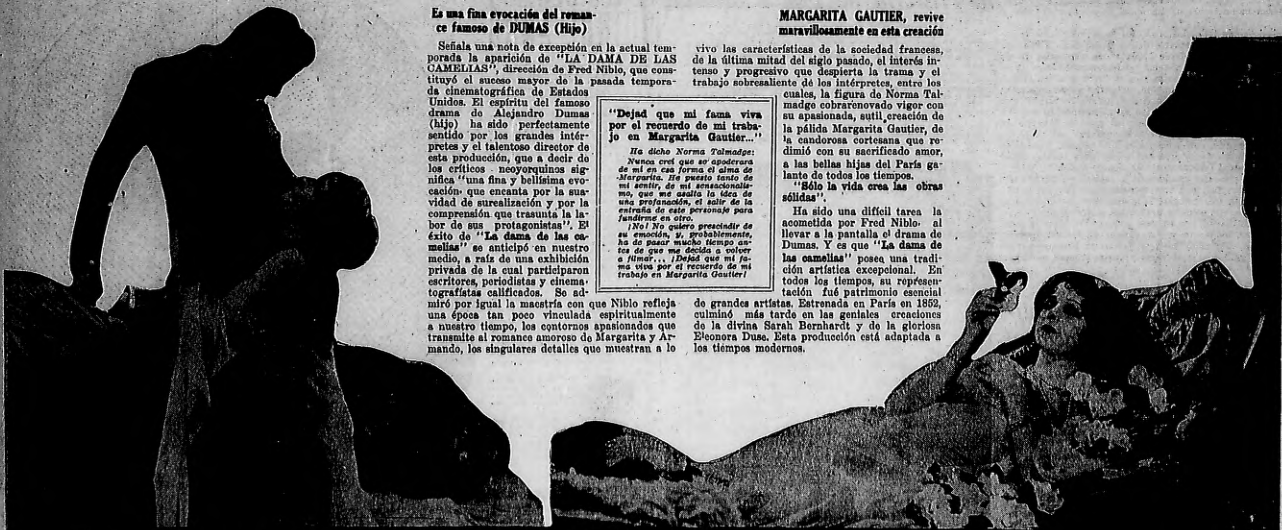 Es una fina evocación del roman-
ce famoso de DUMAS (Hijo)
Señala una nota de excepción en la actual tem-
porada la aparición de "LA DAMA DE LAS
CAMELIAS", dirección de Fred Niblo, que cons-
tituyó el suceso mayor de la pasada tempora-
da cinematográfica de Estados
Unidos. El espíritu del famoso
drama de Alejandro Dumas
(hijo) ha sido perfectamente
sentido por los grandes intér-
pretes y el talentoso director de
esta producción, que a decir de
los críticos neoyorquinos sig-
nifica "una fina y bellísima evo-
cación que encanta por la sua-
vidad de surealización y por la
comprensión que trasunta la la-
bor de sus protagonistas". El
éxito de "La dama de las ca-
melias" se anticipó en nuestro
medio, a raíz de una exhibición
privada de la cual participaron
escritores, periodistas y cinema-
tografistas calificados. Se ad-
miró por igual la maestría con que Niblo refleja
una época tan poco vinculada espiritualmente
a nuestro tiempo, los contornos apasionados que
transmite al romance amoroso de Margarita y Ar-
mando, los singulares detalles que muestran a lo
"Dejad que mi fama viva
por el recuerdo de mi traba-
jo en Margarita Gautier..."
Ha dicho Norma Talmadge:
Nunca creí que se apoderara
de mí en esa forma el alma de
Margarita. He puesto tanto de
mi sentir, de mi sensacionalis-
mo, que me asalta la idea de
una profanación, el salir de la
entraña de este personaje para
fundirme en otro.
¡No! No quiero prescindir de
su emoción, y, probablemente,
ha de pasar mucho tiempo an-
tes de que me decida a volver
a filmar... ¡Dejad que mi fa-
ma viva por el recuerdo de mi
trabajo en Margarita Gautier!
MARGARITA GAUTIER, revive
maravillosamente en esta creación
vivo las características de la sociedad francesa,
de la última mitad del siglo pasado, el interés in-
tenso y progresivo que despierta la trama y el
trabajo sobresaliente de los intérpretes, entre los
cuales, la figura de Norma Tal-
madge cobrarenovado vigor con
su apasionada, sutil creación de
la pálida Margarita Gautier, de
la candorosa cortesana que re-
dimió con su sacrificado amor,
a las bellas hijas del París ga-
lante de todos los tiempos.
"Sólo la vida crea las obras
sólidas".
Ha sido una difícil tarea la
acometida por Fred Niblo al
llevar a la pantalla el drama de
Dumas. Y es que "La dama de
las camelias" posee una tradi-
ción artística excepcional. En
todos los tiempos, su represen-
tación fué patrimonio esencial
de grandes artistas. Estrenada en París en 1852,
culminó más tarde en las geniales creaciones
de la divina Sarah Bernhardt y de la gloriosa
Eleonora Duse. Esta producción está adaptada a
los tiempos modernos.